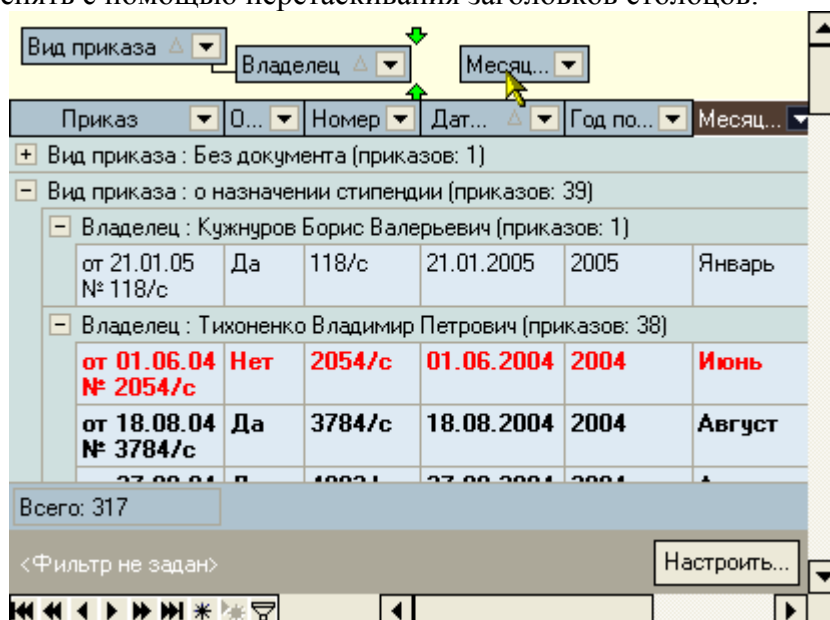 с помощью перетаскивания заголовков столбцов.
Вид приказа
Владелец
Месяц...
Приказ О... Номер Дат... Год по... Месяц...
Вид приказа : Без документа (приказов: 1)
Вид приказа : о назначении стипендии (приказов: 39)
Владелец : Кужнуров Борис Валерьевич (приказов: 1)
от 21.01.05 Да 118/с 21.01.2005 2005 Январь
№ 118/с
Владелец : Тихоненко Владимир Петрович (приказов: 38)
от 01.06.04 Нет 2054/с 01.06.2004 2004 Июнь
№ 2054/с
от 18.08.04 Да 3784/с 18.08.2004 2004 Август
№ 3784/с
Всего: 317
<Фильтр не задан>
Настроить...